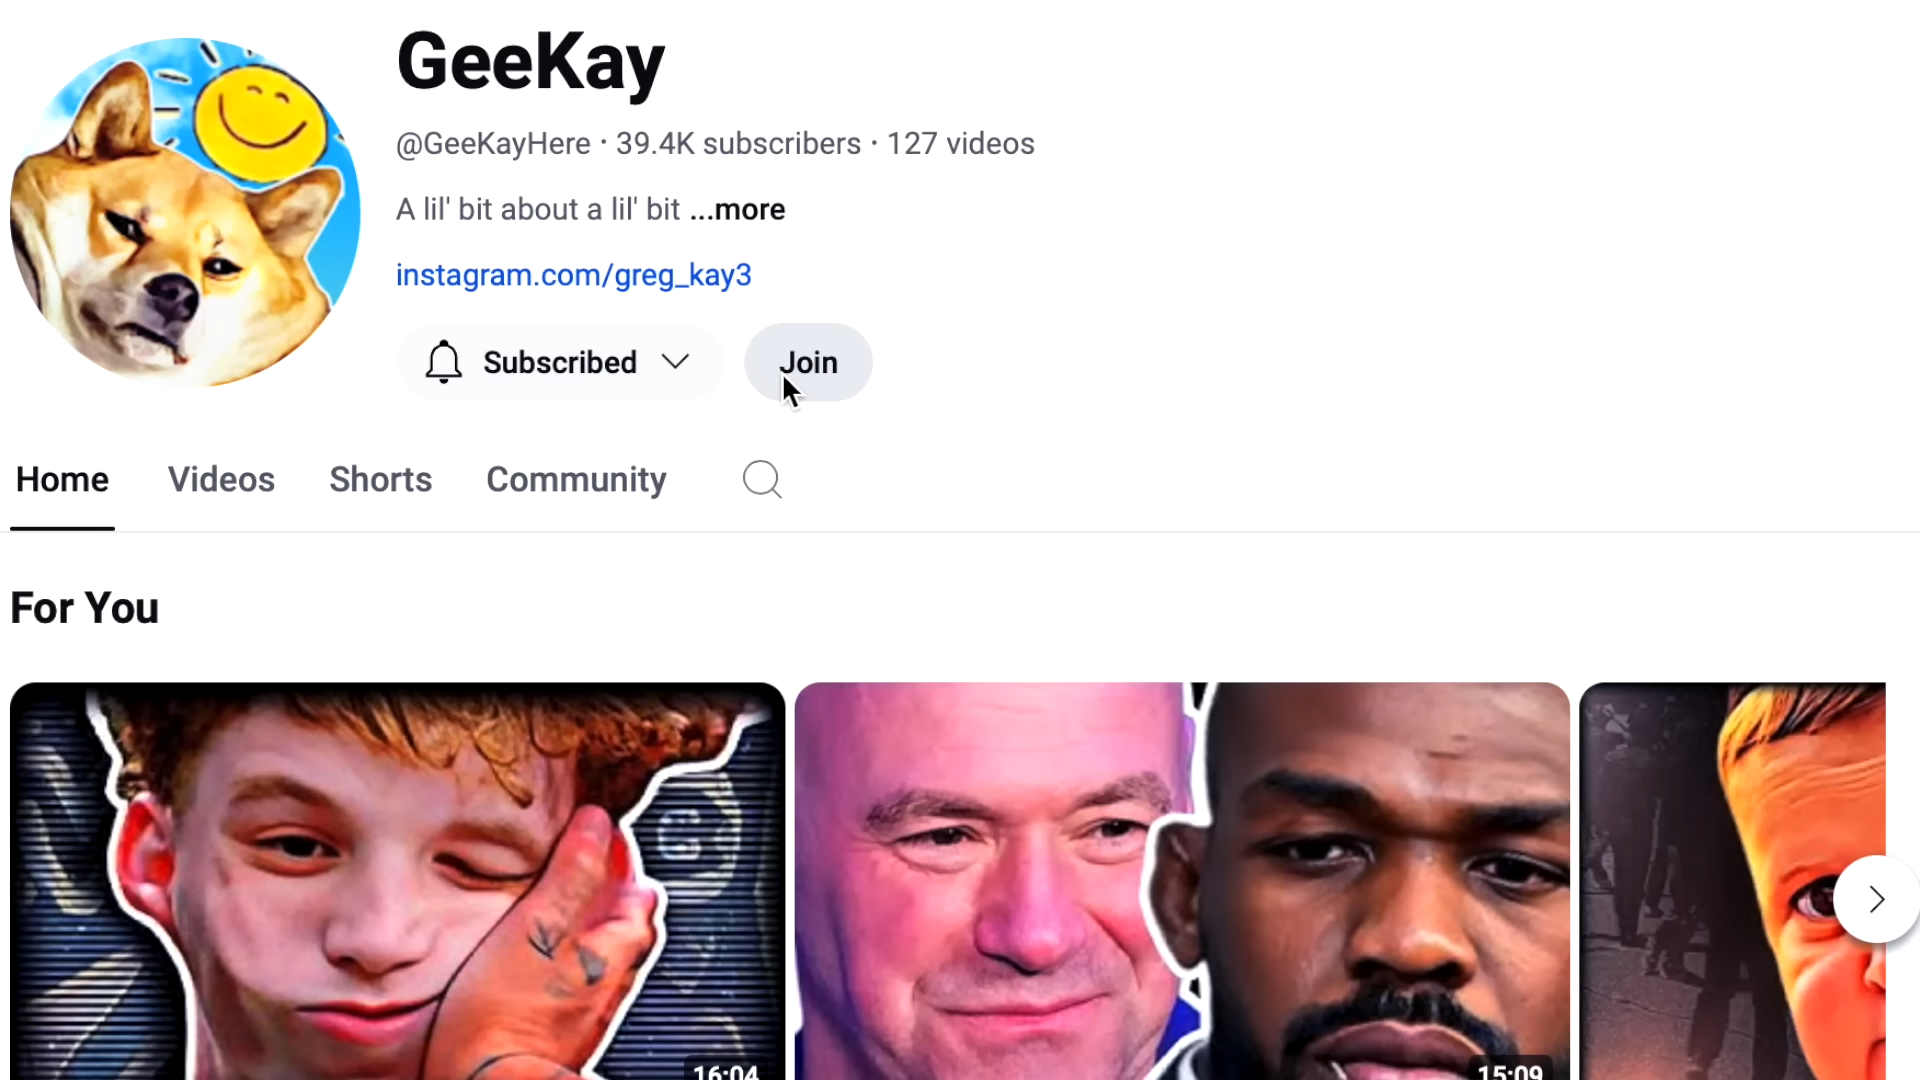 GeeKay
@GeeKayHere · 39.4K subscribers · 127 videos
A lil' bit about a lil' bit ...more
instagram.com/greg_kay3
Subscribed
Join
Home Videos Shorts Community
For You
16:04
15:09